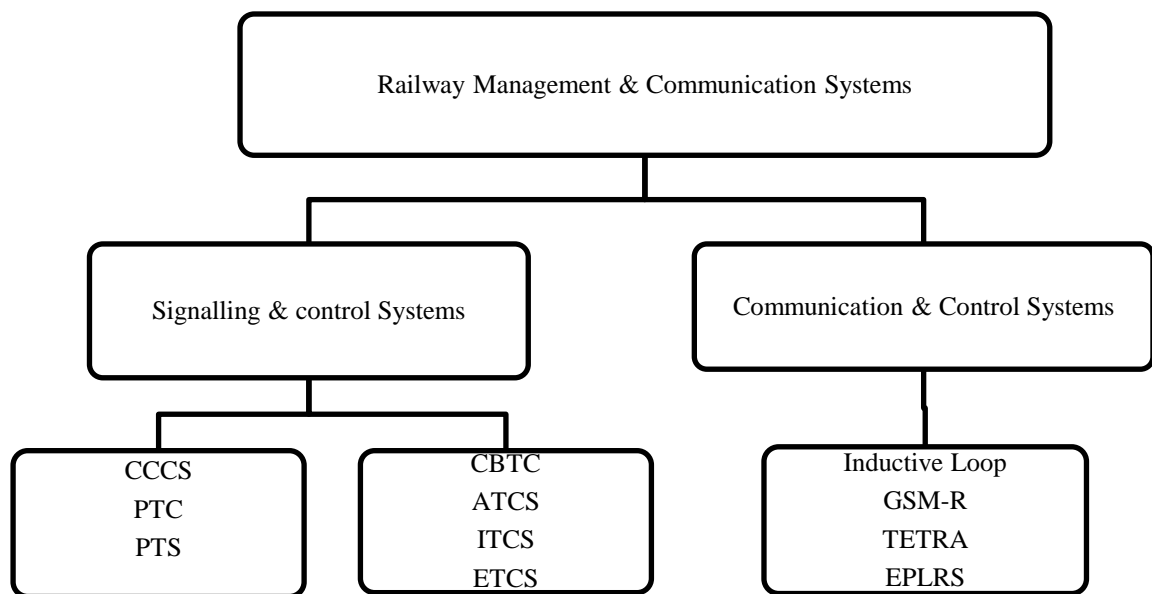 Railway Management & Communication Systems
Signalling & control Systems
Communication & Control Systems
CCCS
PTC
PTS
CBTC
ATCS
ITCS
ETCS
Inductive Loop
GSM-R
TETRA
EPLRS